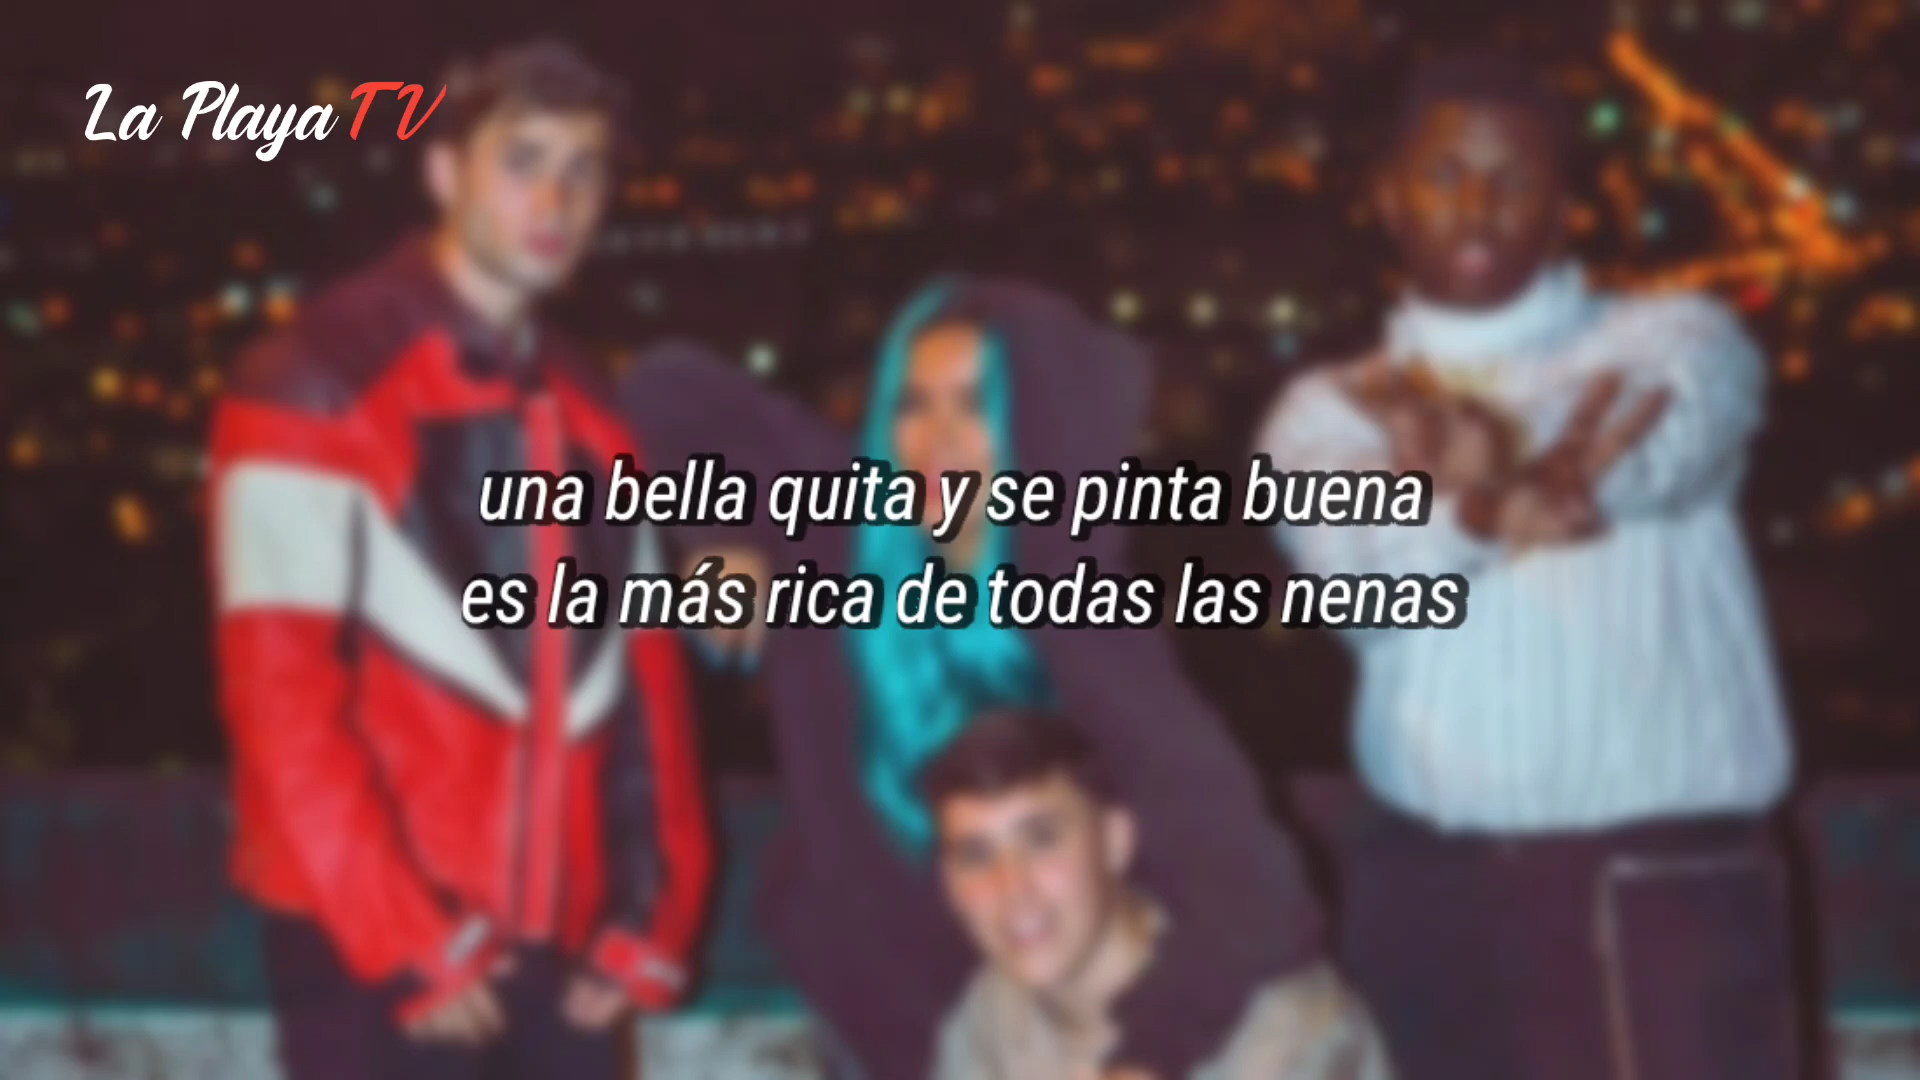 La Playa TV
una bella quita y se pinta buena
es la más rica de todas las nenas